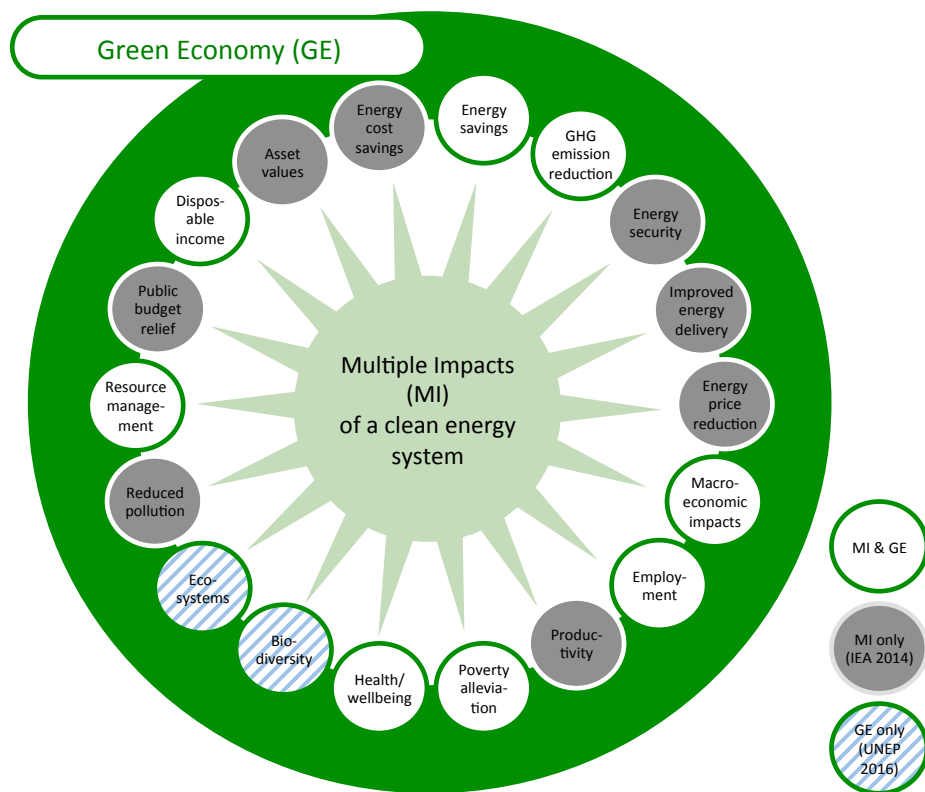 Green Economy (GE)
Energy
cost
savings
Energy
savings
GHG
emission
reduction
Energy
security
Improved
energy
delivery
Energy
price
reduction
Macro-
economic
impacts
Employ-
ment
Produc-
tivity
Poverty
allevia-
tion
Health/
wellbeing
Bio-
diversity
Eco-
systems
Reduced
pollution
Resource
manage-
ment
Public
budget
relief
Dispos-
able
income
Asset
values
Multiple Impacts
(MI)
of a clean energy
system
MI & GE
MI only
(IEA 2014)
GE only
(UNEP
2016)